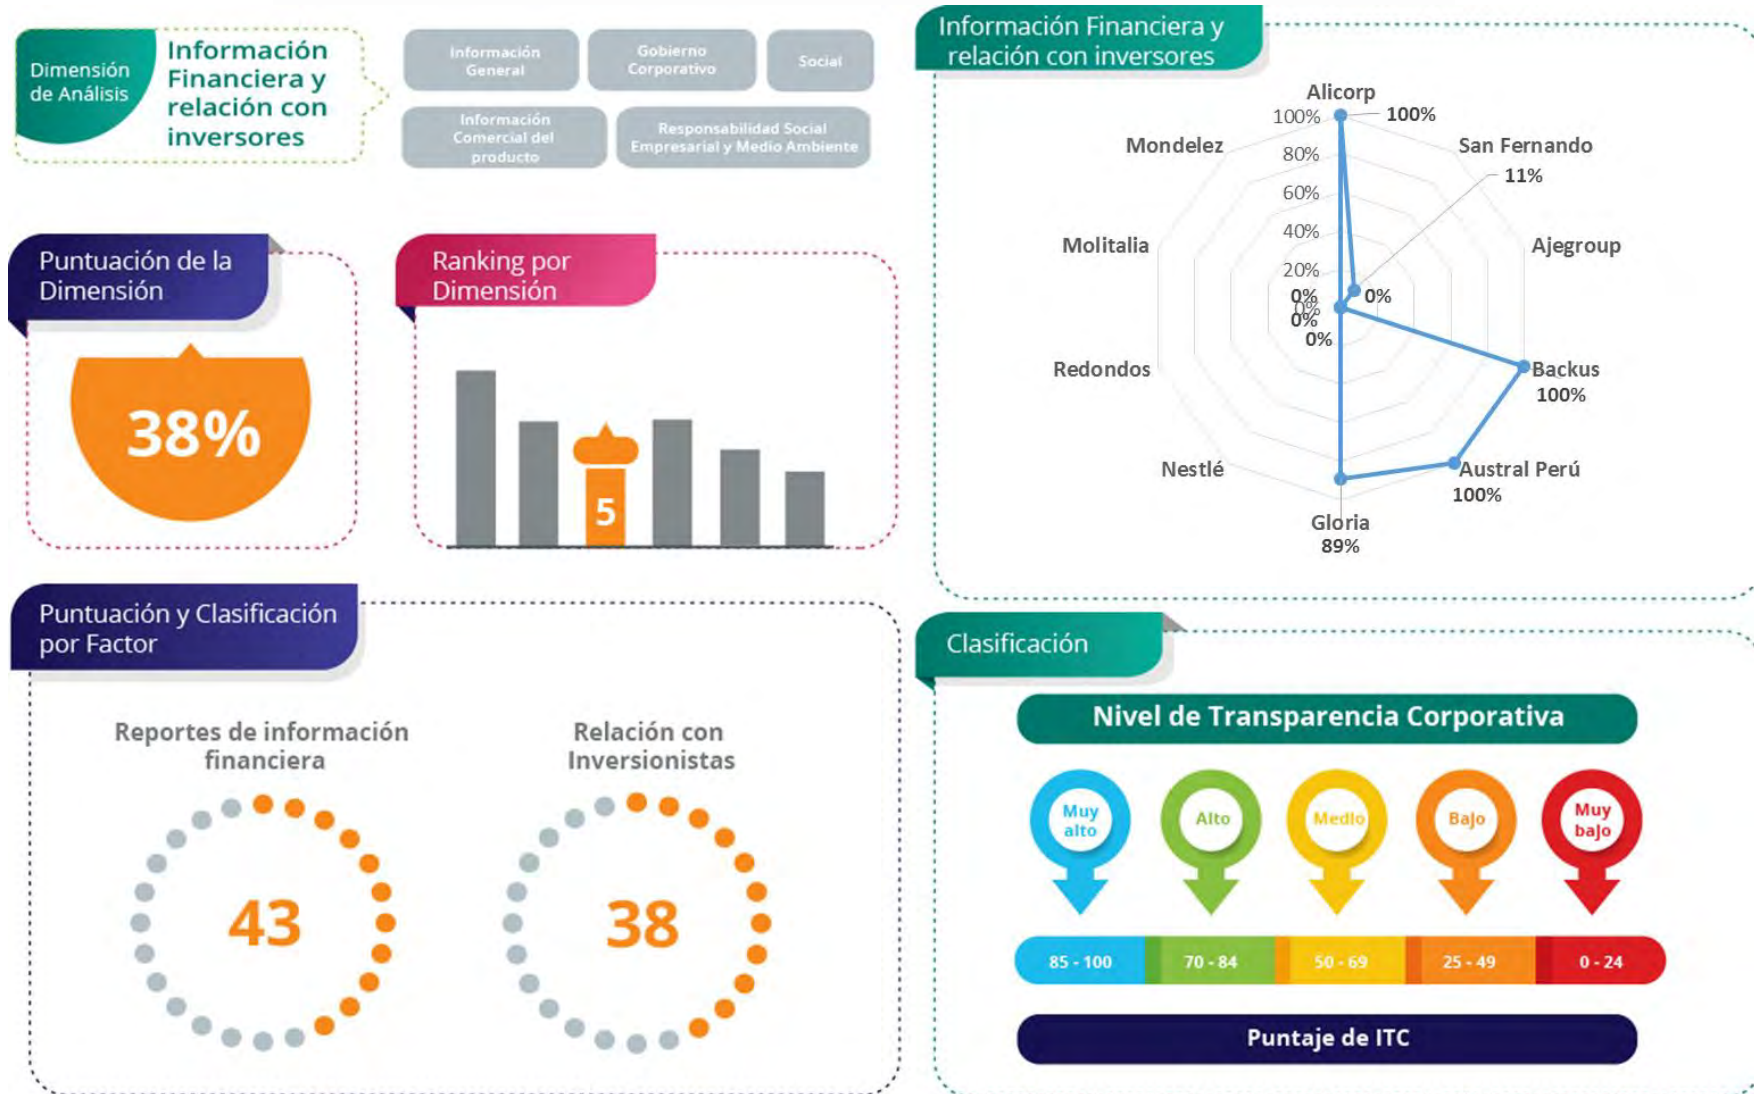 Dimensión
de Análisis
Información
Financiera y
relación con
inversores
Información
General
Gobierno
Corporativo
Social
Información
Comercial del
producto
Responsabilidad Social
Empresarial y Medio Ambiente
Puntuación de la
Dimensión
38%
Ranking por
Dimensión
5
Puntuación y Clasificación
por Factor
Reportes de información
financiera
43
Relación con
Inversionistas
38
Información Financiera y
relación con inversores
Alicorp
100%
100%
Mondelez
San Fernando
80%
11%
60%
Molitalia
40%
Ajegroup
20%
0%
0%
0%
0%
0%
Redondos
Backus
100%
Nestlé
Austral Perú
100%
Gloria
89%
Clasificación
Nivel de Transparencia Corporativa
Muy
alto
Alto
Medio
Bajo
Muy
bajo
85 - 100
70 - 84
50 - 69
25 - 49
0 - 24
Puntaje de ITC